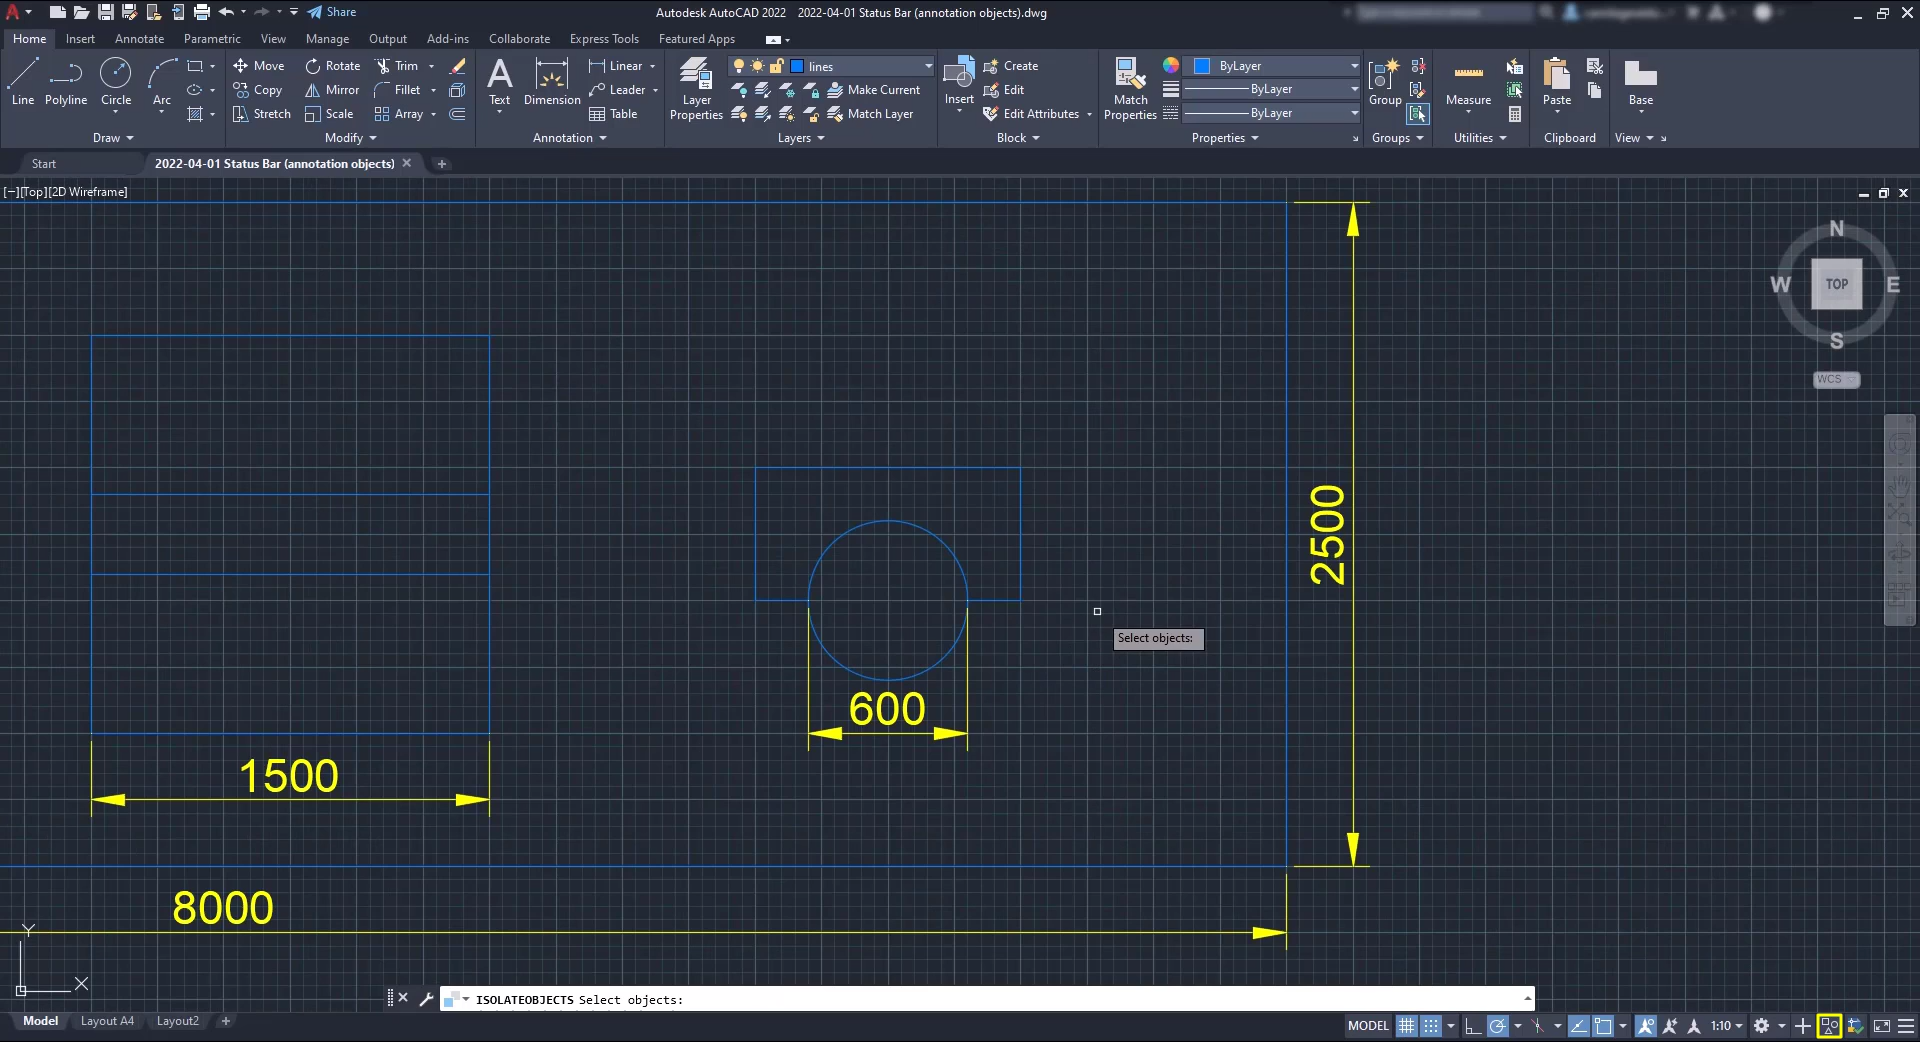 Share
Autodesk AutoCAD 2022 2022-04-01 Status Bar (annotation objects).dwg
Home Insert Annotate Parametric View Manage Output Add-ins Collaborate Express Tools Featured Apps
Line
Polyline
Circle
Arc
Draw
Move
Rotate
Trim
Copy
Mirror
Fillet
Stretch
Scale
Array
Modify
Text
Dimension
Linear
Leader
Table
Annotation
Layer
Properties
lines
Make Current
Match Layer
Layers
Insert
Create
Edit
Edit Attributes
Block
Match
Properties
ByLayer
ByLayer
ByLayer
Properties
Group
Groups
Measure
Utilities
Paste
Clipboard
Base
View
Start
2022-04-01 Status Bar (annotation objects)
[−][Top][2D Wireframe]
N
W
TOP
E
S
WCS
2500
Select objects:
600
1500
8000
Y
X
ISOLATEOBJECTS Select objects:
Model Layout A4 Layout2
MODEL
1:10